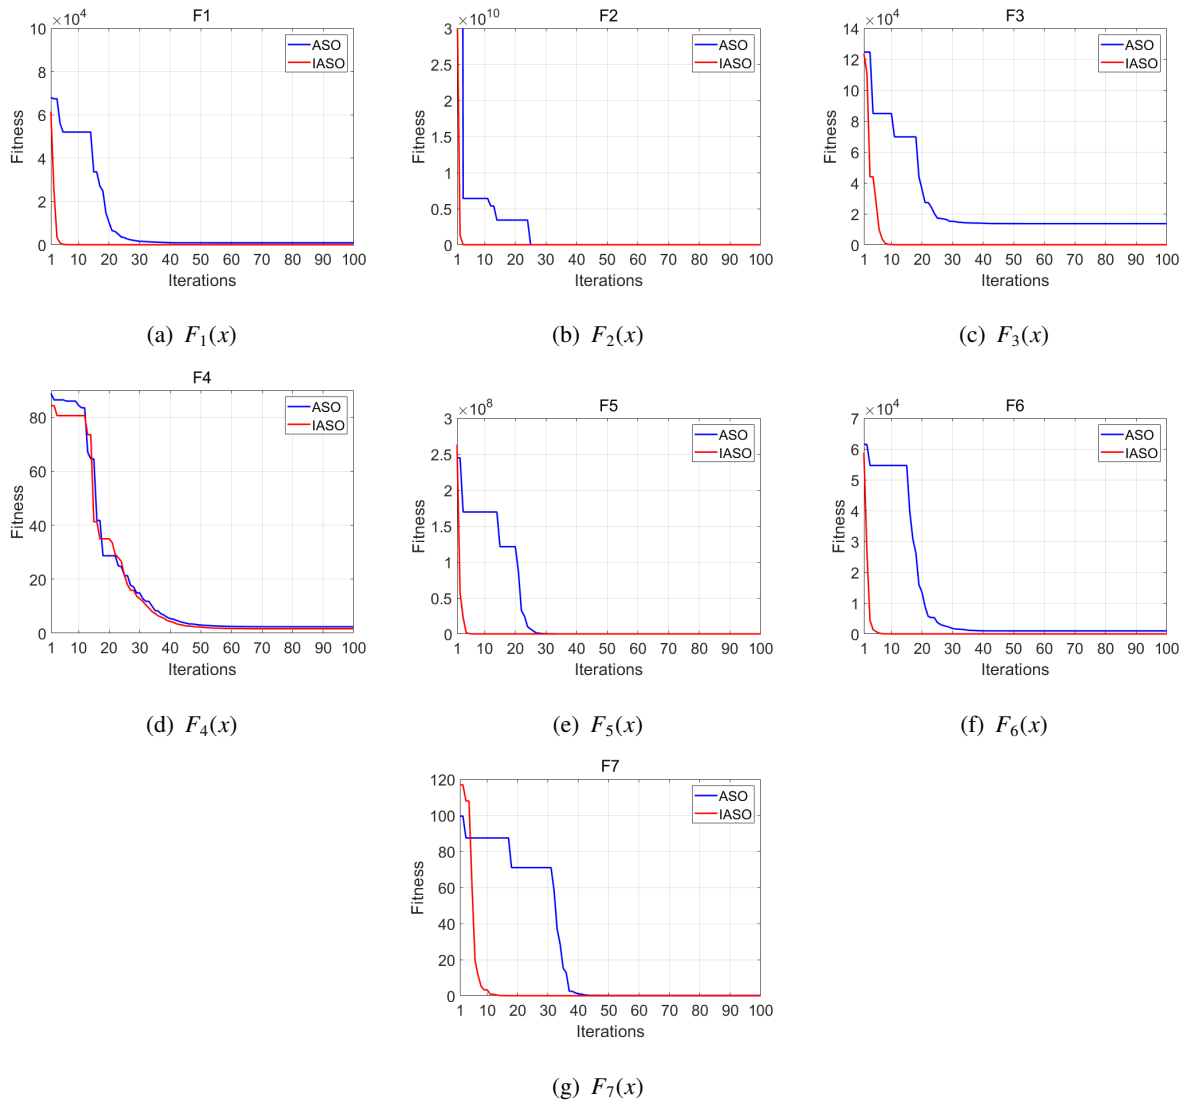 F1
×10^4
10
8
6
4
2
0
Fitness
ASO
IASO
1 10 20 30 40 50 60 70 80 90 100
Iterations
(a) F₁(x)
F2
×10^10
3
2.5
2
1.5
1
0.5
0
Fitness
ASO
IASO
1 10 20 30 40 50 60 70 80 90 100
Iterations
(b) F₂(x)
F3
×10^4
14
12
10
8
6
4
2
0
Fitness
ASO
IASO
1 10 20 30 40 50 60 70 80 90 100
Iterations
(c) F₃(x)
F4
80
60
40
20
0
Fitness
ASO
IASO
1 10 20 30 40 50 60 70 80 90 100
Iterations
(d) F₄(x)
F5
×10^8
3
2.5
2
1.5
1
0.5
0
Fitness
ASO
IASO
1 10 20 30 40 50 60 70 80 90 100
Iterations
(e) F₅(x)
F6
×10^4
7
6
5
4
3
2
1
0
Fitness
ASO
IASO
1 10 20 30 40 50 60 70 80 90 100
Iterations
(f) F₆(x)
F7
120
100
80
60
40
20
0
Fitness
ASO
IASO
1 10 20 30 40 50 60 70 80 90 100
Iterations
(g) F₇(x)